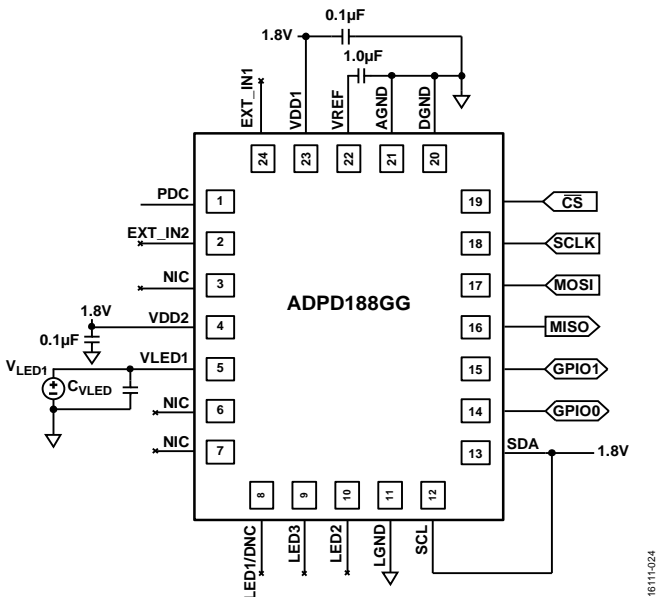 0.1µF
1.8V
1.0µF
EXT_IN1
VDD1
VREF
AGND
DGND
24
23
22
21
20
PDC
1
19
CS
EXT_IN2
2
18
SCLK
NIC
3
17
MOSI
ADPD188GG
1.8V
VDD2
4
16
MISO
0.1µF
VLED1
5
15
GPIO1
VLED1
CVLED
NIC
6
14
GPIO0
NIC
7
13
SDA
1.8V
8
9
10
11
12
LED1/DNC
LED3
LED2
LGND
SCL
16111-024